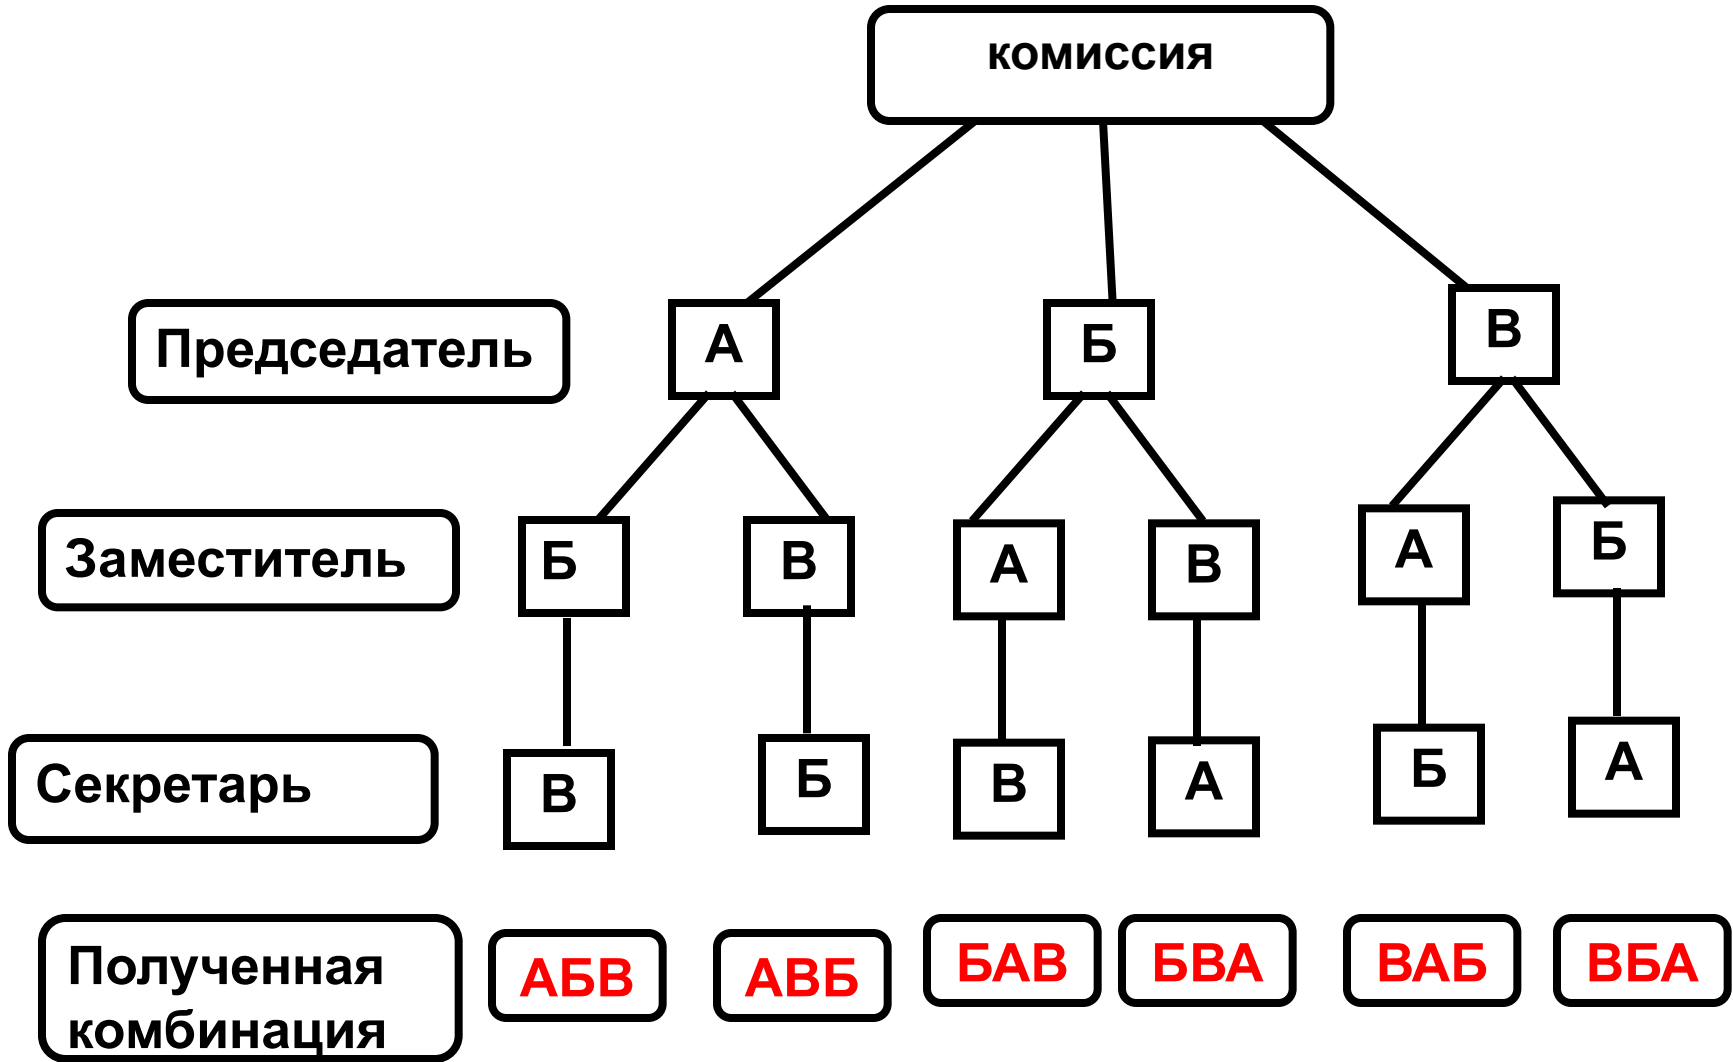 комиссия
Председатель
А
Б
В
Заместитель
Б
В
А
В
А
Б
Секретарь
В
Б
В
А
Б
А
Полученная
комбинация
АБВ
АВБ
БАВ
БВА
ВАБ
ВБА